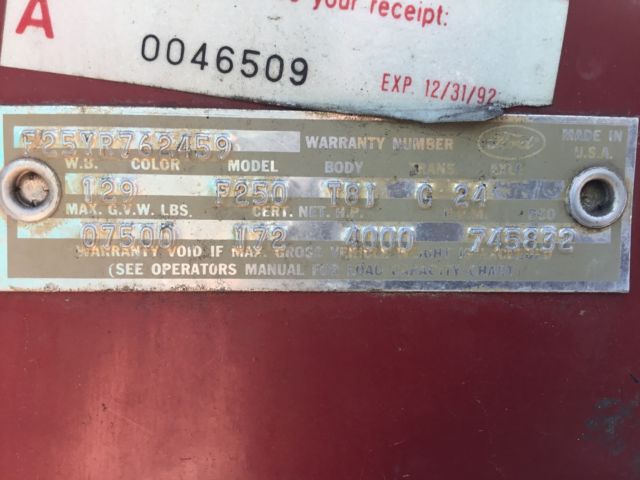 A your receipt:
0046509
EXP. 12/31/92
F25YR762459 WARRANTY NUMBER Ford MADE IN
U.S.A.
W.B. COLOR MODEL BODY TRANS. AXLE
129 F250 T81 G 24
MAX. G.V.W. LBS. CERT. NET. H.P. R.P.M. DSO
07500 172 4000 745832
WARRANTY VOID IF MAX. GROSS
(SEE OPERATORS MANUAL FOR LOAD CAPACITY CHART)